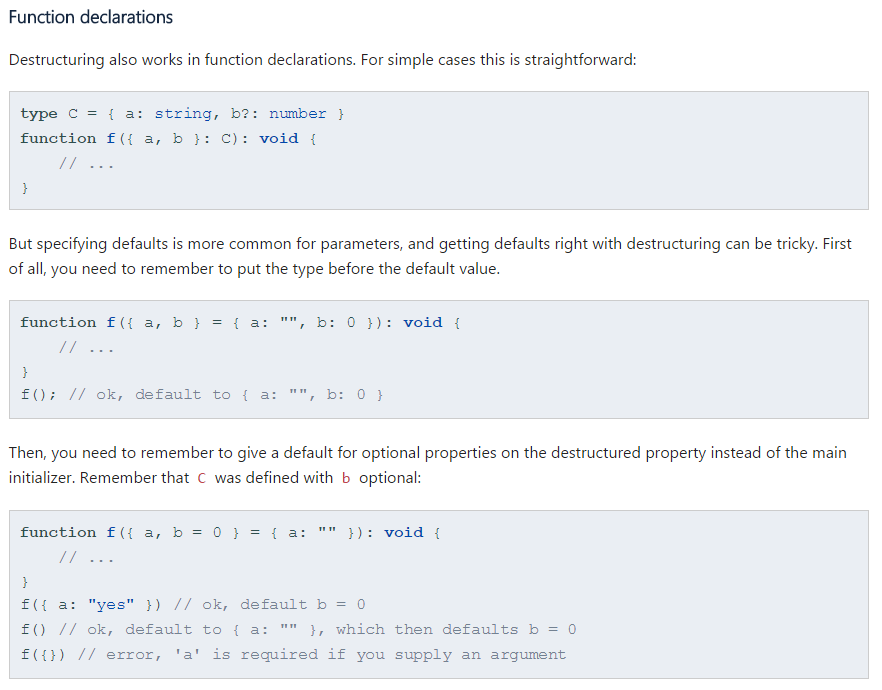 Function declarations
Destructuring also works in function declarations. For simple cases this is straightforward:
type C = { a: string, b?: number }
function f({ a, b }: C): void {
    // ...
}
But specifying defaults is more common for parameters, and getting defaults right with destructuring can be tricky. First
of all, you need to remember to put the type before the default value.
function f({ a, b } = { a: "", b: 0 }): void {
    // ...
}
f(); // ok, default to { a: "", b: 0 }
Then, you need to remember to give a default for optional properties on the destructured property instead of the main
initializer. Remember that C was defined with b optional:
function f({ a, b = 0 } = { a: "" }): void {
    // ...
}
f({ a: "yes" }) // ok, default b = 0
f() // ok, default to { a: "" }, which then defaults b = 0
f({}) // error, 'a' is required if you supply an argument